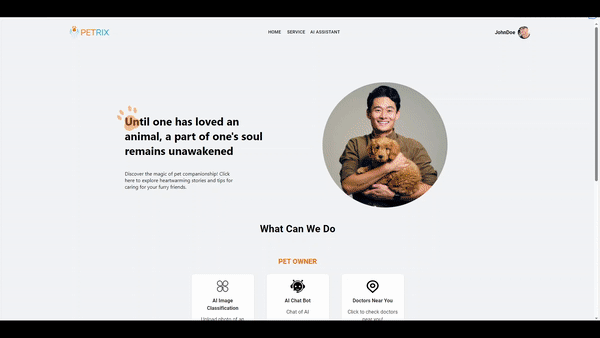 PETRIX
HOME SERVICE AI ASSISTANT
JohnDoe
Until one has loved an
animal, a part of one's soul
remains unawakened
Discover the magic of pet companionship! Click
here to explore heartwarming stories and tips for
caring for your furry friends.
What Can We Do
PET OWNER
AI Image
Classification
Upload photo of an
AI Chat Bot
Chat of AI
Doctors Near You
Click to check doctors
near you!